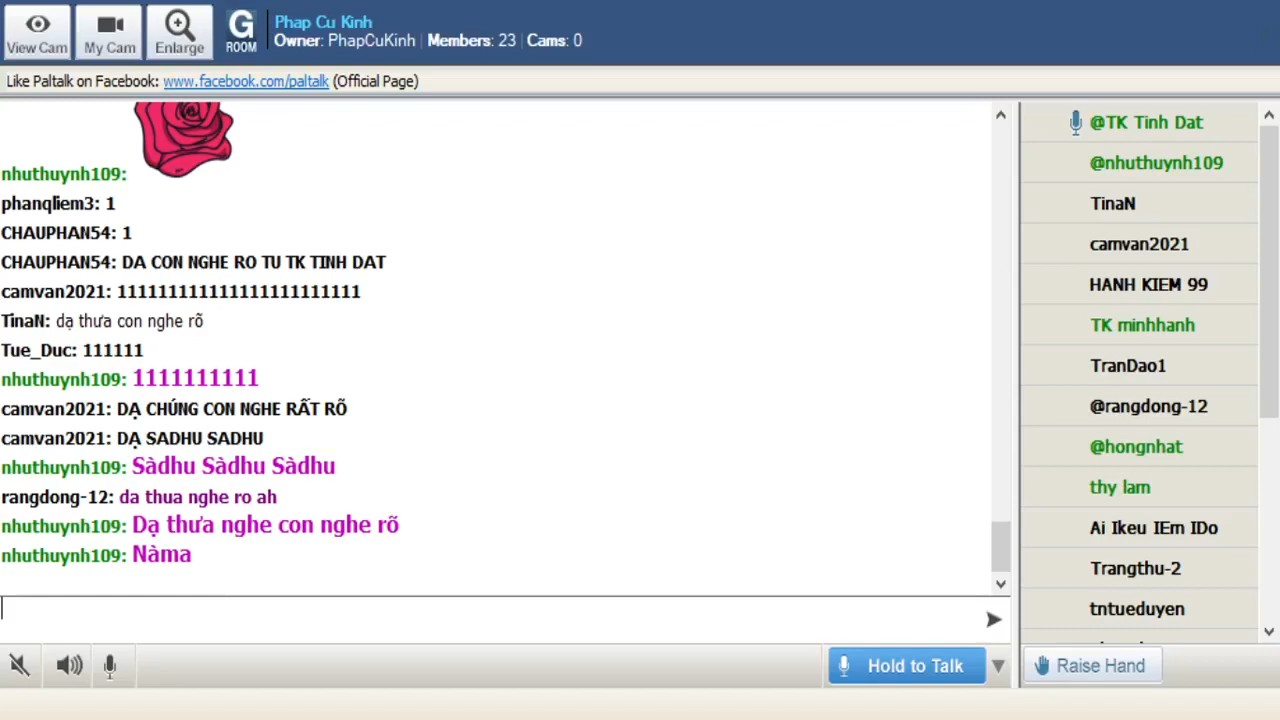 View Cam
My Cam
Enlarge
G
ROOM
Phap Cu Kinh
Owner: PhapCuKinh | Members: 23 | Cams: 0
Like Paltalk on Facebook: www.facebook.com/paltalk (Official Page)
nhuthuynh109:
phanqliem3: 1
CHAUPHAN54: 1
CHAUPHAN54: DA CON NGHE RO TU TK TINH DAT
camvan2021: 111111111111111111111111
TinaN: dạ thưa con nghe rõ
Tue_Duc: 111111
nhuthuynh109: 1111111111
camvan2021: DẠ CHÚNG CON NGHE RẤT RÕ
camvan2021: DẠ SADHU SADHU
nhuthuynh109: Sàdhu Sàdhu Sàdhu
rangdong-12: da thua nghe ro ah
nhuthuynh109: Dạ thưa nghe con nghe rõ
nhuthuynh109: Nàma
Hold to Talk
@TK Tinh Dat
@nhuthuynh109
TinaN
camvan2021
HANH KIEM 99
TK minhhanh
TranDao1
@rangdong-12
@hongnhat
thy lam
Ai Ikeu IEm IDo
Trangthu-2
tntueduyen
Raise Hand